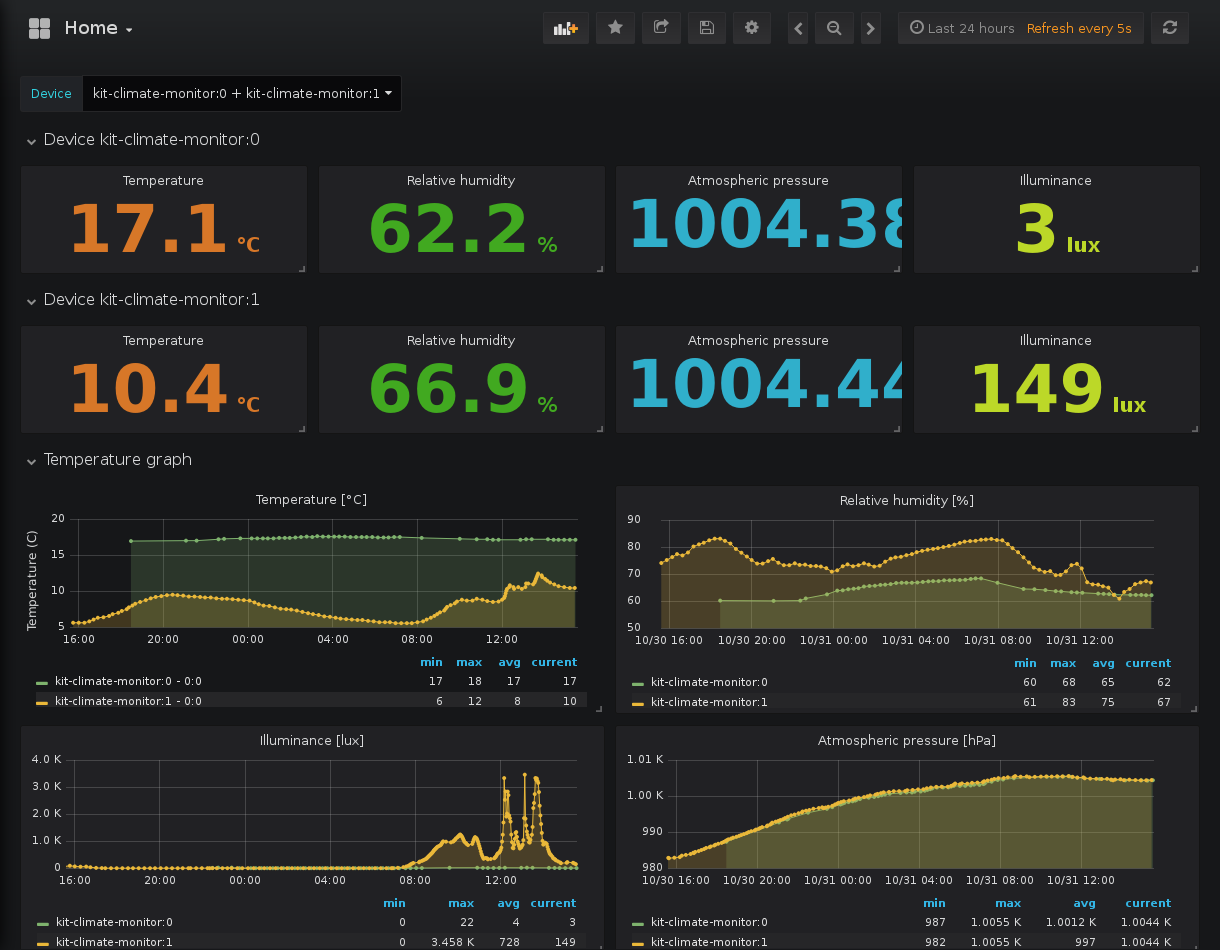 Home
Last 24 hours Refresh every 5s
Device kit-climate-monitor:0 + kit-climate-monitor:1
Device kit-climate-monitor:0
Temperature Relative humidity Atmospheric pressure Illuminance
17.1 °C 62.2 % 1004.38 3 lux
Device kit-climate-monitor:1
Temperature Relative humidity Atmospheric pressure Illuminance
10.4 °C 66.9 % 1004.44 149 lux
Temperature graph
Temperature [°C]
Temperature (C)
20
15
10
5
16:00 20:00 00:00 04:00 08:00 12:00
min max avg current
kit-climate-monitor:0 - 0:0 17 18 17 17
kit-climate-monitor:1 - 0:0 6 12 8 10
Relative humidity [%]
90
80
70
60
50
10/30 16:00 10/30 20:00 10/31 00:00 10/31 04:00 10/31 08:00 10/31 12:00
min max avg current
kit-climate-monitor:0 60 68 65 62
kit-climate-monitor:1 61 83 75 67
Illuminance [lux]
4.0 K
3.0 K
2.0 K
1.0 K
0
16:00 20:00 00:00 04:00 08:00 12:00
min max avg current
kit-climate-monitor:0 0 22 4 3
kit-climate-monitor:1 0 3.458 K 728 149
Atmospheric pressure [hPa]
1.01 K
1.00 K
990
980
10/30 16:00 10/30 20:00 10/31 00:00 10/31 04:00 10/31 08:00 10/31 12:00
min max avg current
kit-climate-monitor:0 987 1.0055 K 1.0012 K 1.0044 K
kit-climate-monitor:1 982 1.0055 K 997 1.0044 K